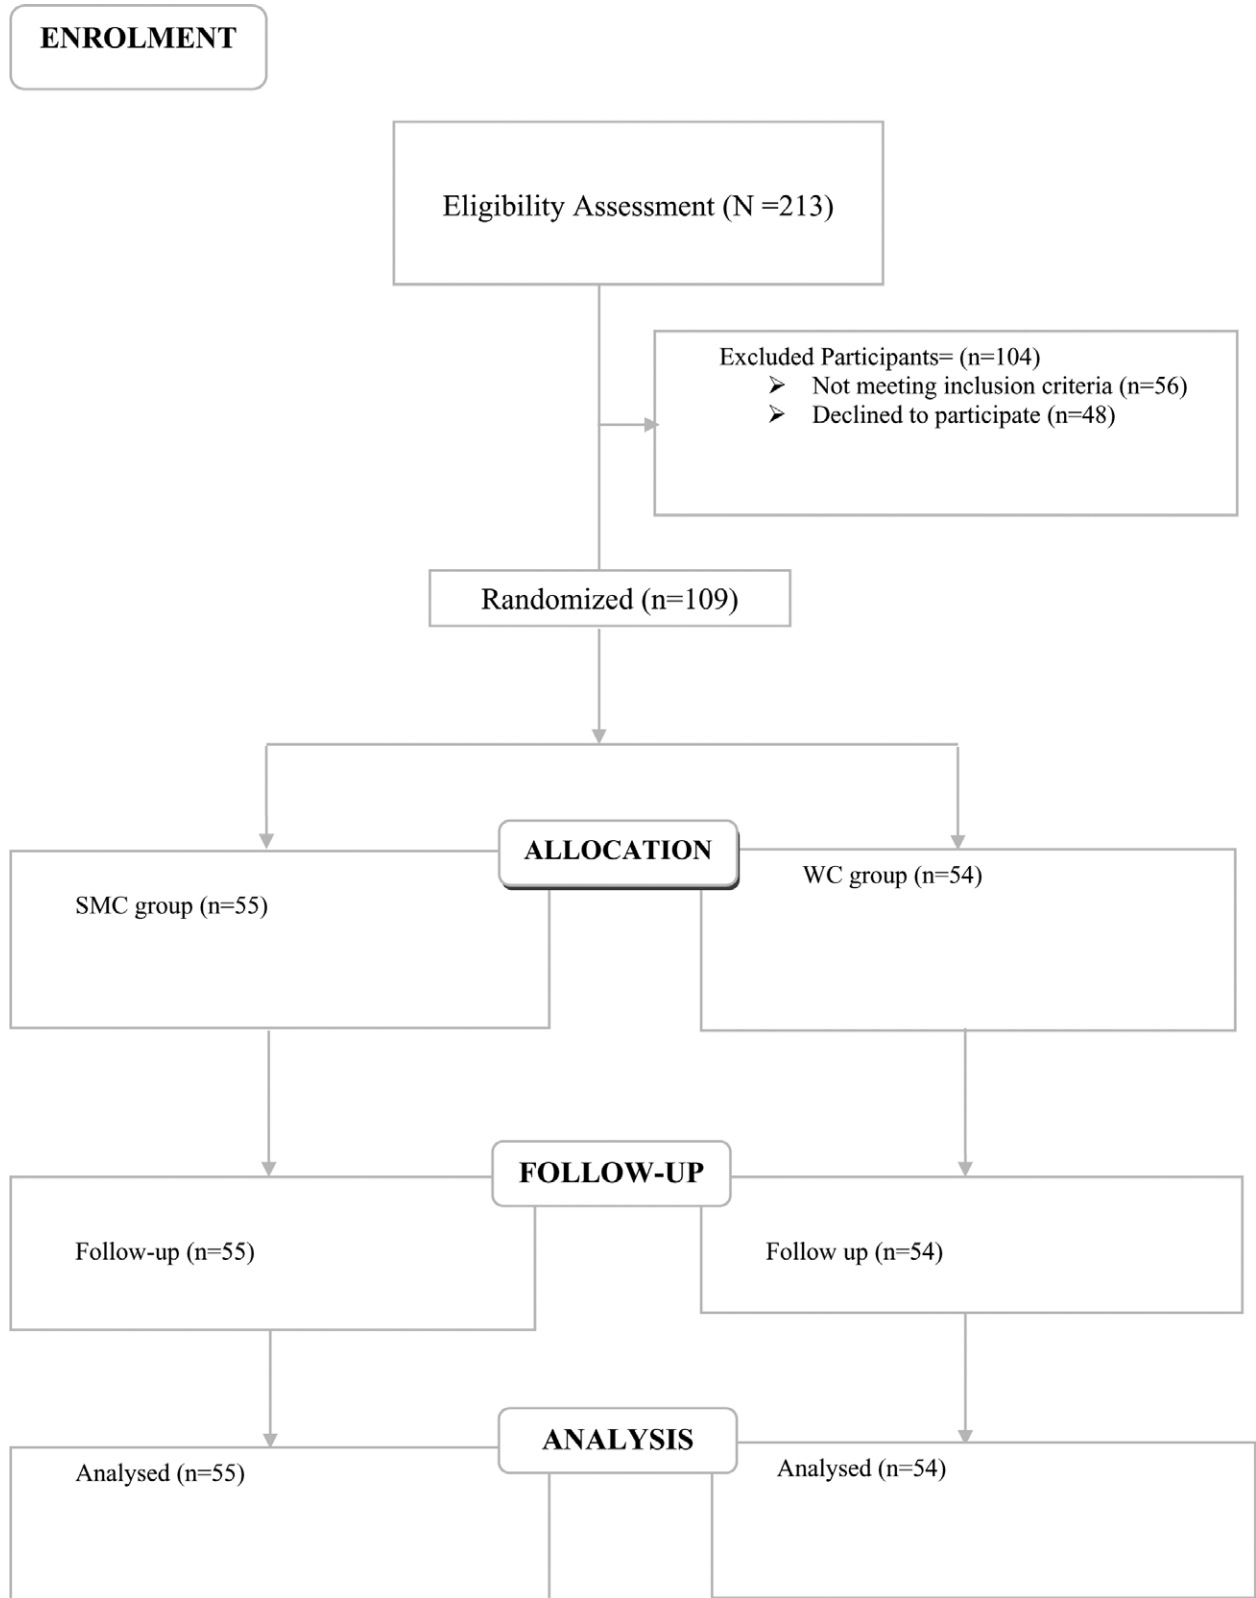 ENROLMENT
Eligibility Assessment (N =213)
Excluded Participants= (n=104)
➢ Not meeting inclusion criteria (n=56)
➢ Declined to participate (n=48)
Randomized (n=109)
ALLOCATION
SMC group (n=55)
WC group (n=54)
FOLLOW-UP
Follow-up (n=55)
Follow up (n=54)
ANALYSIS
Analysed (n=55)
Analysed (n=54)